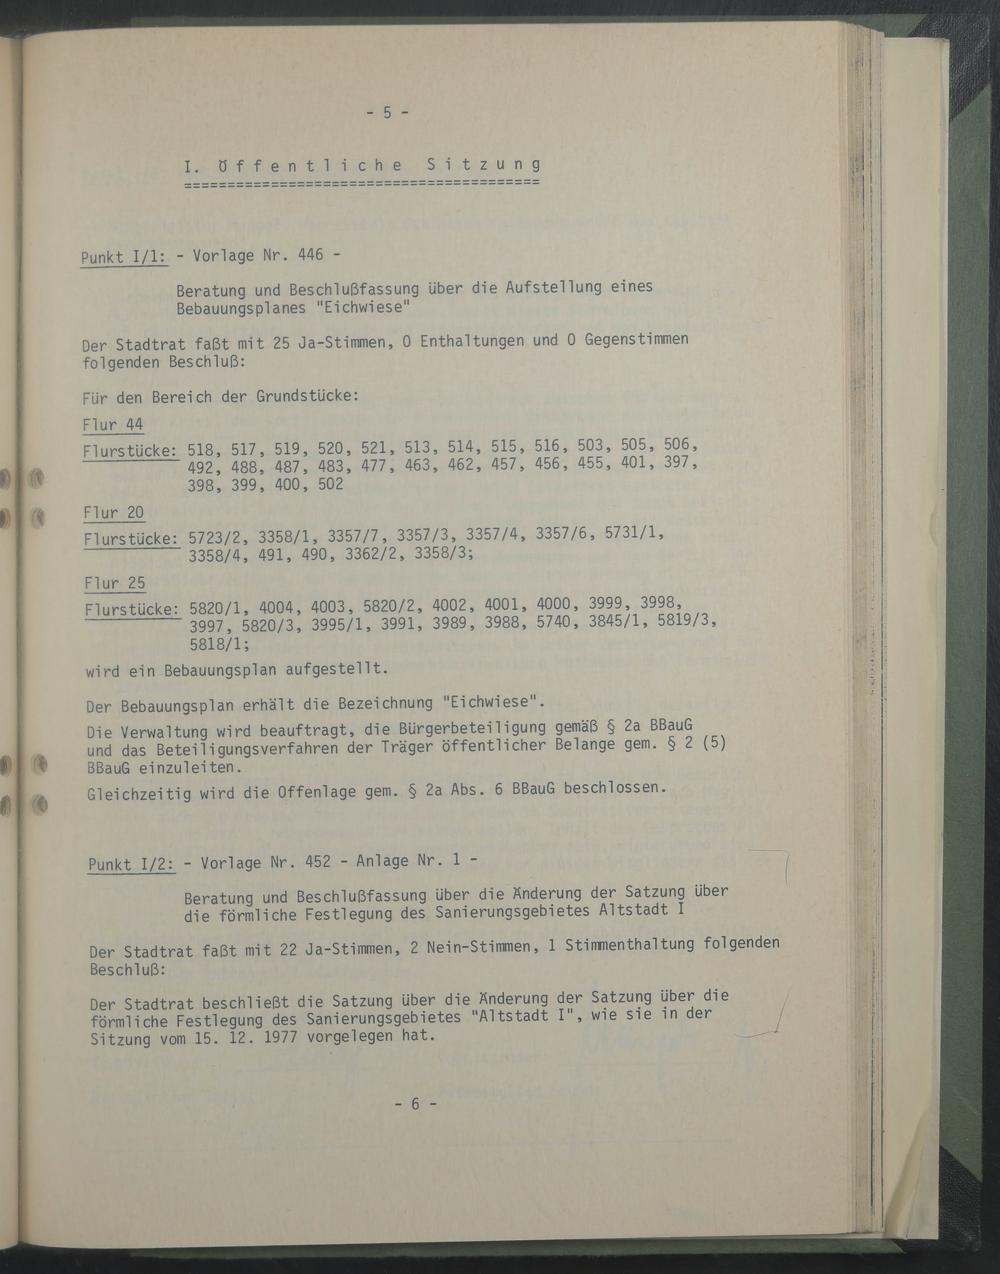 - 5 -
I. Öffentliche Sitzung
=========================================
Punkt I/1: - Vorlage Nr. 446 -
Beratung und Beschlußfassung über die Aufstellung eines
Bebauungsplanes "Eichwiese"
Der Stadtrat faßt mit 25 Ja-Stimmen, 0 Enthaltungen und 0 Gegenstimmen
folgenden Beschluß:
Für den Bereich der Grundstücke:
Flur 44
Flurstücke: 518, 517, 519, 520, 521, 513, 514, 515, 516, 503, 505, 506,
492, 488, 487, 483, 477, 463, 462, 457, 456, 455, 401, 397,
398, 399, 400, 502
Flur 20
Flurstücke: 5723/2, 3358/1, 3357/7, 3357/3, 3357/4, 3357/6, 5731/1,
3358/4, 491, 490, 3362/2, 3358/3;
Flur 25
Flurstücke: 5820/1, 4004, 4003, 5820/2, 4002, 4001, 4000, 3999, 3998,
3997, 5820/3, 3995/1, 3991, 3989, 3988, 5740, 3845/1, 5819/3,
5818/1;
wird ein Bebauungsplan aufgestellt.
Der Bebauungsplan erhält die Bezeichnung "Eichwiese".
Die Verwaltung wird beauftragt, die Bürgerbeteiligung gemäß § 2a BBauG
und das Beteiligungsverfahren der Träger öffentlicher Belange gem. § 2 (5)
BBauG einzuleiten.
Gleichzeitig wird die Offenlage gem. § 2a Abs. 6 BBauG beschlossen.
Punkt I/2: - Vorlage Nr. 452 - Anlage Nr. 1 -
Beratung und Beschlußfassung über die Änderung der Satzung über
die förmliche Festlegung des Sanierungsgebietes Altstadt I
Der Stadtrat faßt mit 22 Ja-Stimmen, 2 Nein-Stimmen, 1 Stimmenthaltung folgenden
Beschluß:
Der Stadtrat beschließt die Satzung über die Änderung der Satzung über die
förmliche Festlegung des Sanierungsgebietes "Altstadt I", wie sie in der
Sitzung vom 15. 12. 1977 vorgelegen hat.
- 6 -